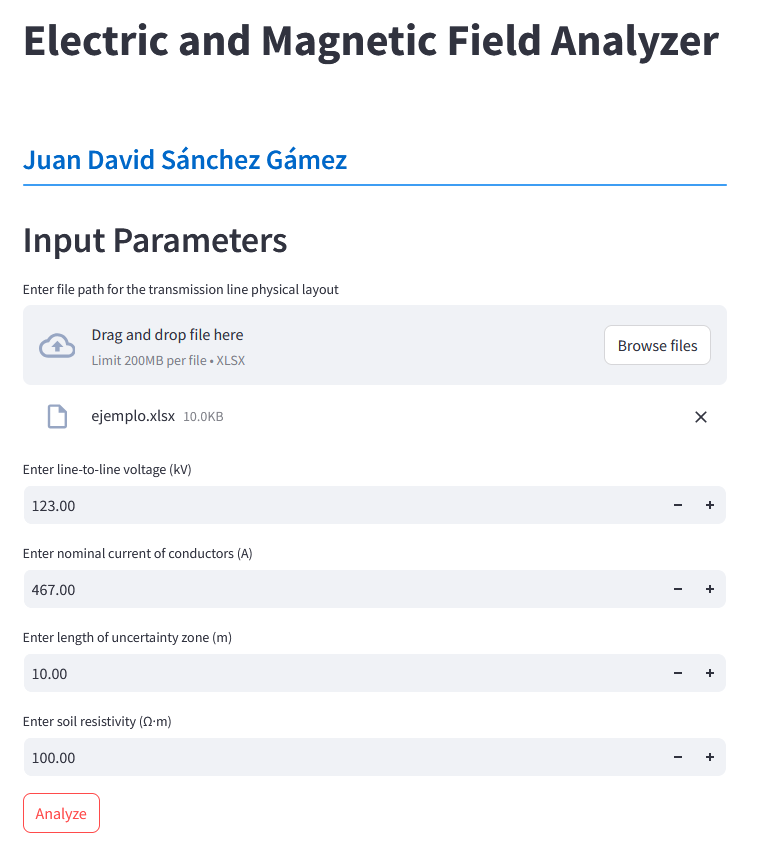 Electric and Magnetic Field Analyzer
Juan David Sánchez Gámez
Input Parameters
Enter file path for the transmission line physical layout
Drag and drop file here
Limit 200MB per file • XLSX
Browse files
ejemplo.xlsx 10.0KB
Enter line-to-line voltage (kV)
123.00
Enter nominal current of conductors (A)
467.00
Enter length of uncertainty zone (m)
10.00
Enter soil resistivity (Ω·m)
100.00
Analyze